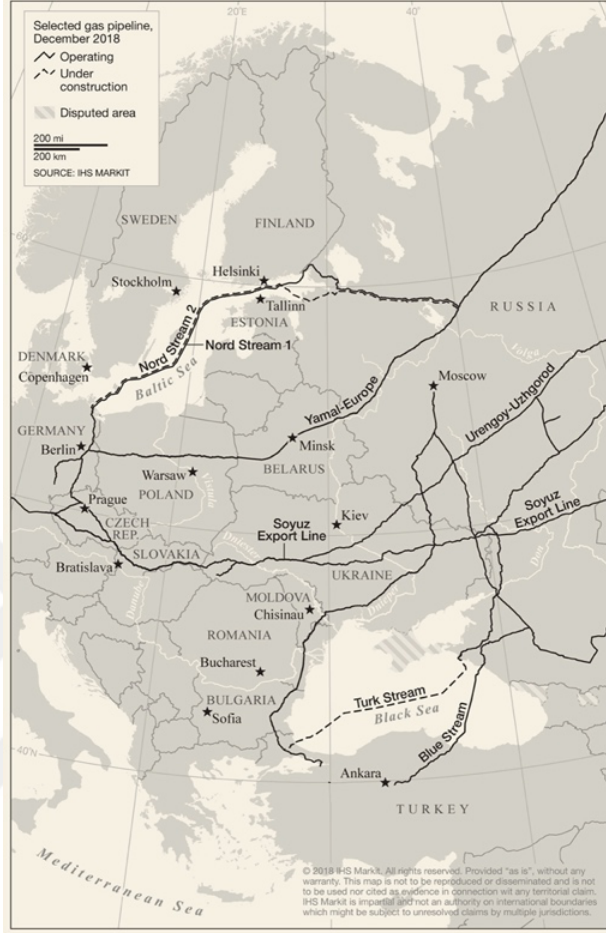 Selected gas pipeline,
December 2018
Operating
Under
construction
Disputed area
200 mi
200 km
SOURCE: IHS MARKIT
20°E
40°
60°
SWEDEN
FINLAND
Helsinki
Stockholm
Tallinn
ESTONIA
RUSSIA
Nord Stream 2
Nord Stream 1
Baltic Sea
DENMARK
Copenhagen
Volga
Moscow
Yamal-Europe
Urengoy-Uzhgorod
GERMANY
Berlin
Minsk
BELARUS
Warsaw
POLAND
Vistula
Prague
CZECH
REP.
Kiev
Soyuz
Export Line
Soyuz
Export Line
SLOVAKIA
Dniester
Don
Bratislava
UKRAINE
Danube
Dnieper
MOLDOVA
Chisinau
ROMANIA
Bucharest
BULGARIA
Sofia
Turk Stream
Black Sea
Blue Stream
40°N
Ankara
TURKEY
Mediterranean Sea
© 2018 IHS Markit. All rights reserved. Provided "as is", without any
warranty. This map is not to be reproduced or disseminated and is not
to be used nor cited as evidence in connection wit any territorial claim.
IHS Markit is impartial and not an authority on international boundaries
which might be subject to unresolved claims by multiple jurisdictions.